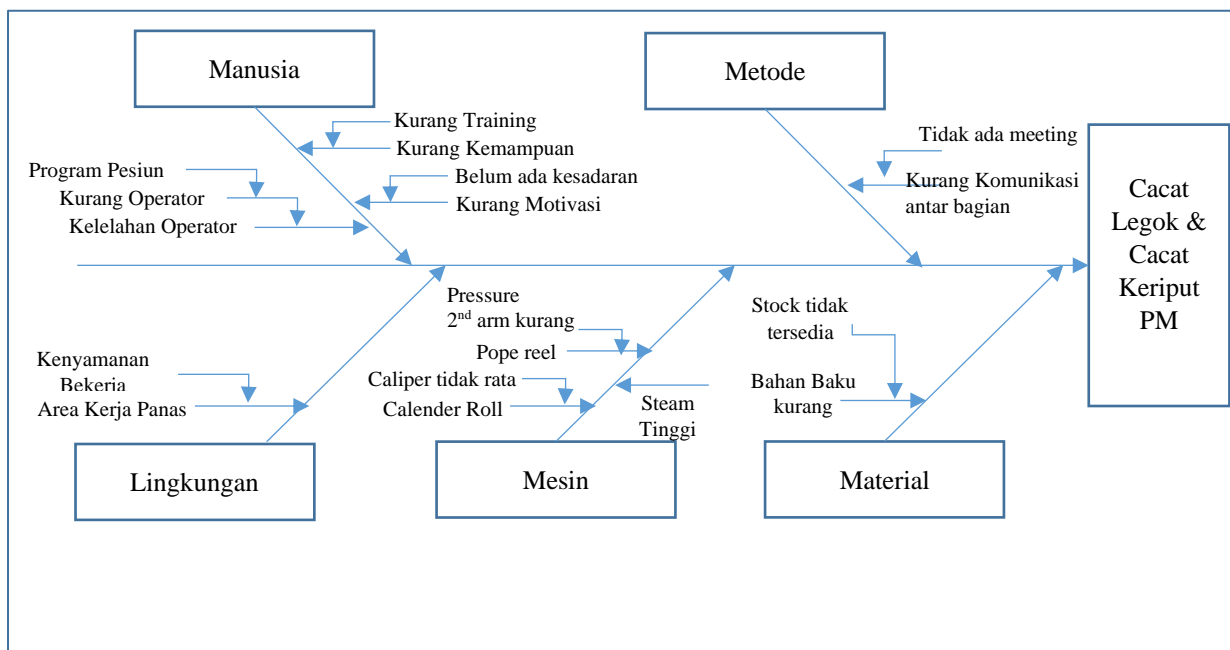 Manusia
Metode
Kurang Training
Kurang Kemampuan
Belum ada kesadaran
Kurang Motivasi
Program Pesiun
Kurang Operator
Kelelahan Operator
Tidak ada meeting
Kurang Komunikasi
antar bagian
Cacat
Legok &
Cacat
Keriput
PM
Kenyamanan
Bekerja
Area Kerja Panas
Pressure
2nd arm kurang
Pope reel
Caliper tidak rata
Calender Roll
Steam
Tinggi
Stock tidak
tersedia
Bahan Baku
kurang
Lingkungan
Mesin
Material